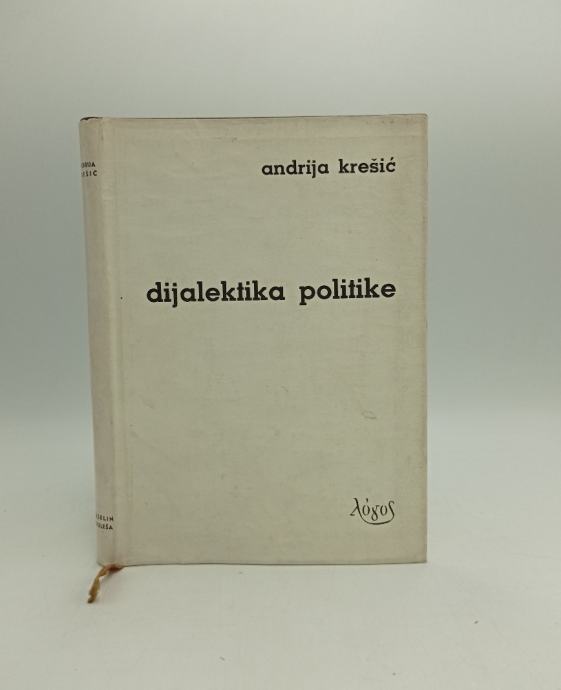 andrija krešić
dijalektika politike
λόγος